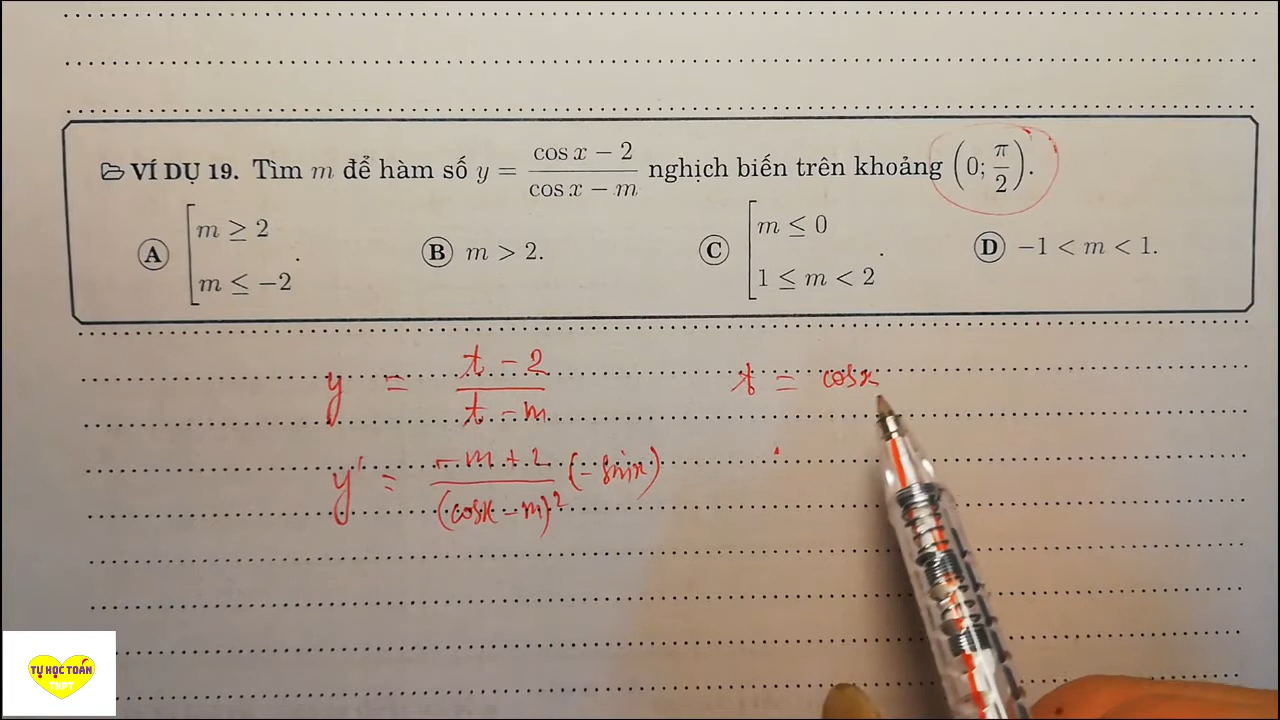 VÍ DỤ 19. Tìm m để hàm số y = (cos x − 2)/(cos x − m) nghịch biến trên khoảng (0; π/2).
A [m ≥ 2 B m > 2. C [m ≤ 0 D −1 < m < 1.
m ≤ −2. 1 ≤ m < 2.
y = (t − 2)/(t − m) t = cosx
y' = (−m + 2)/(cosx − m)² (−sinx)
TỰ HỌC TOÁN
THPT